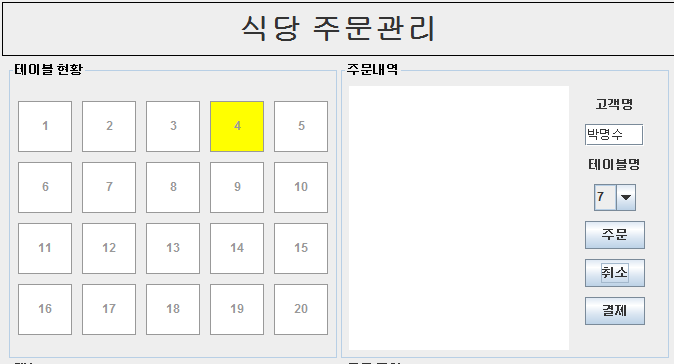 식당 주문관리
테이블 현황
1 2 3 4 5
6 7 8 9 10
11 12 13 14 15
16 17 18 19 20
주문내역
고객명
박명수
테이블명
7
주문
취소
결제